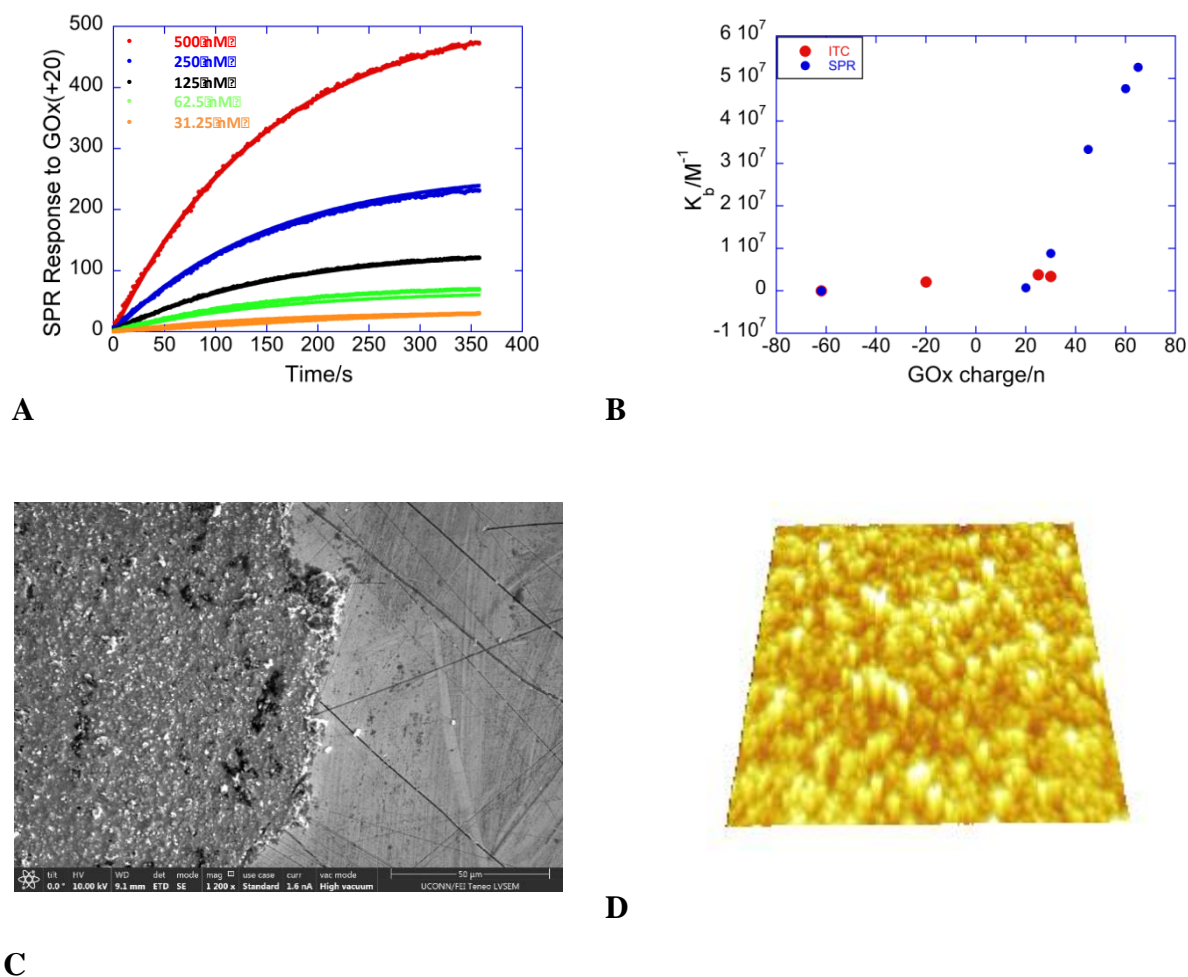 SPR Response to GOx(+20)
500
400
300
200
100
0
500 nM
250 nM
125 nM
62.5 nM
31.25 nM
0 50 100 150 200 250 300 350 400
Time/s
A
K_b/M^-1
6 10^7
5 10^7
4 10^7
3 10^7
2 10^7
1 10^7
0
-1 10^7
ITC
SPR
-80 -60 -40 -20 0 20 40 60 80
GOx charge/n
B
tilt HV WD det mode mag use case curr vac mode 50 μm
0.0 ° 10.00 kV 9.1 mm ETD SE 1 200 x Standard 1.6 nA High vacuum UCONN/FEI Teneo LVSEM
D
C